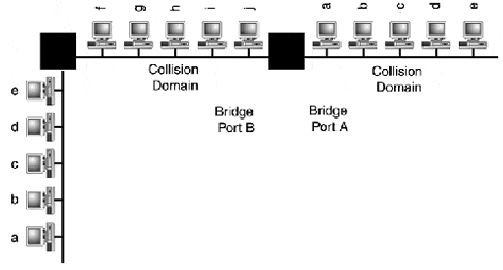 f g h i j a b c d e
Collision
Domain
Collision
Domain
Bridge
Port B
Bridge
Port A
e
d
c
b
a